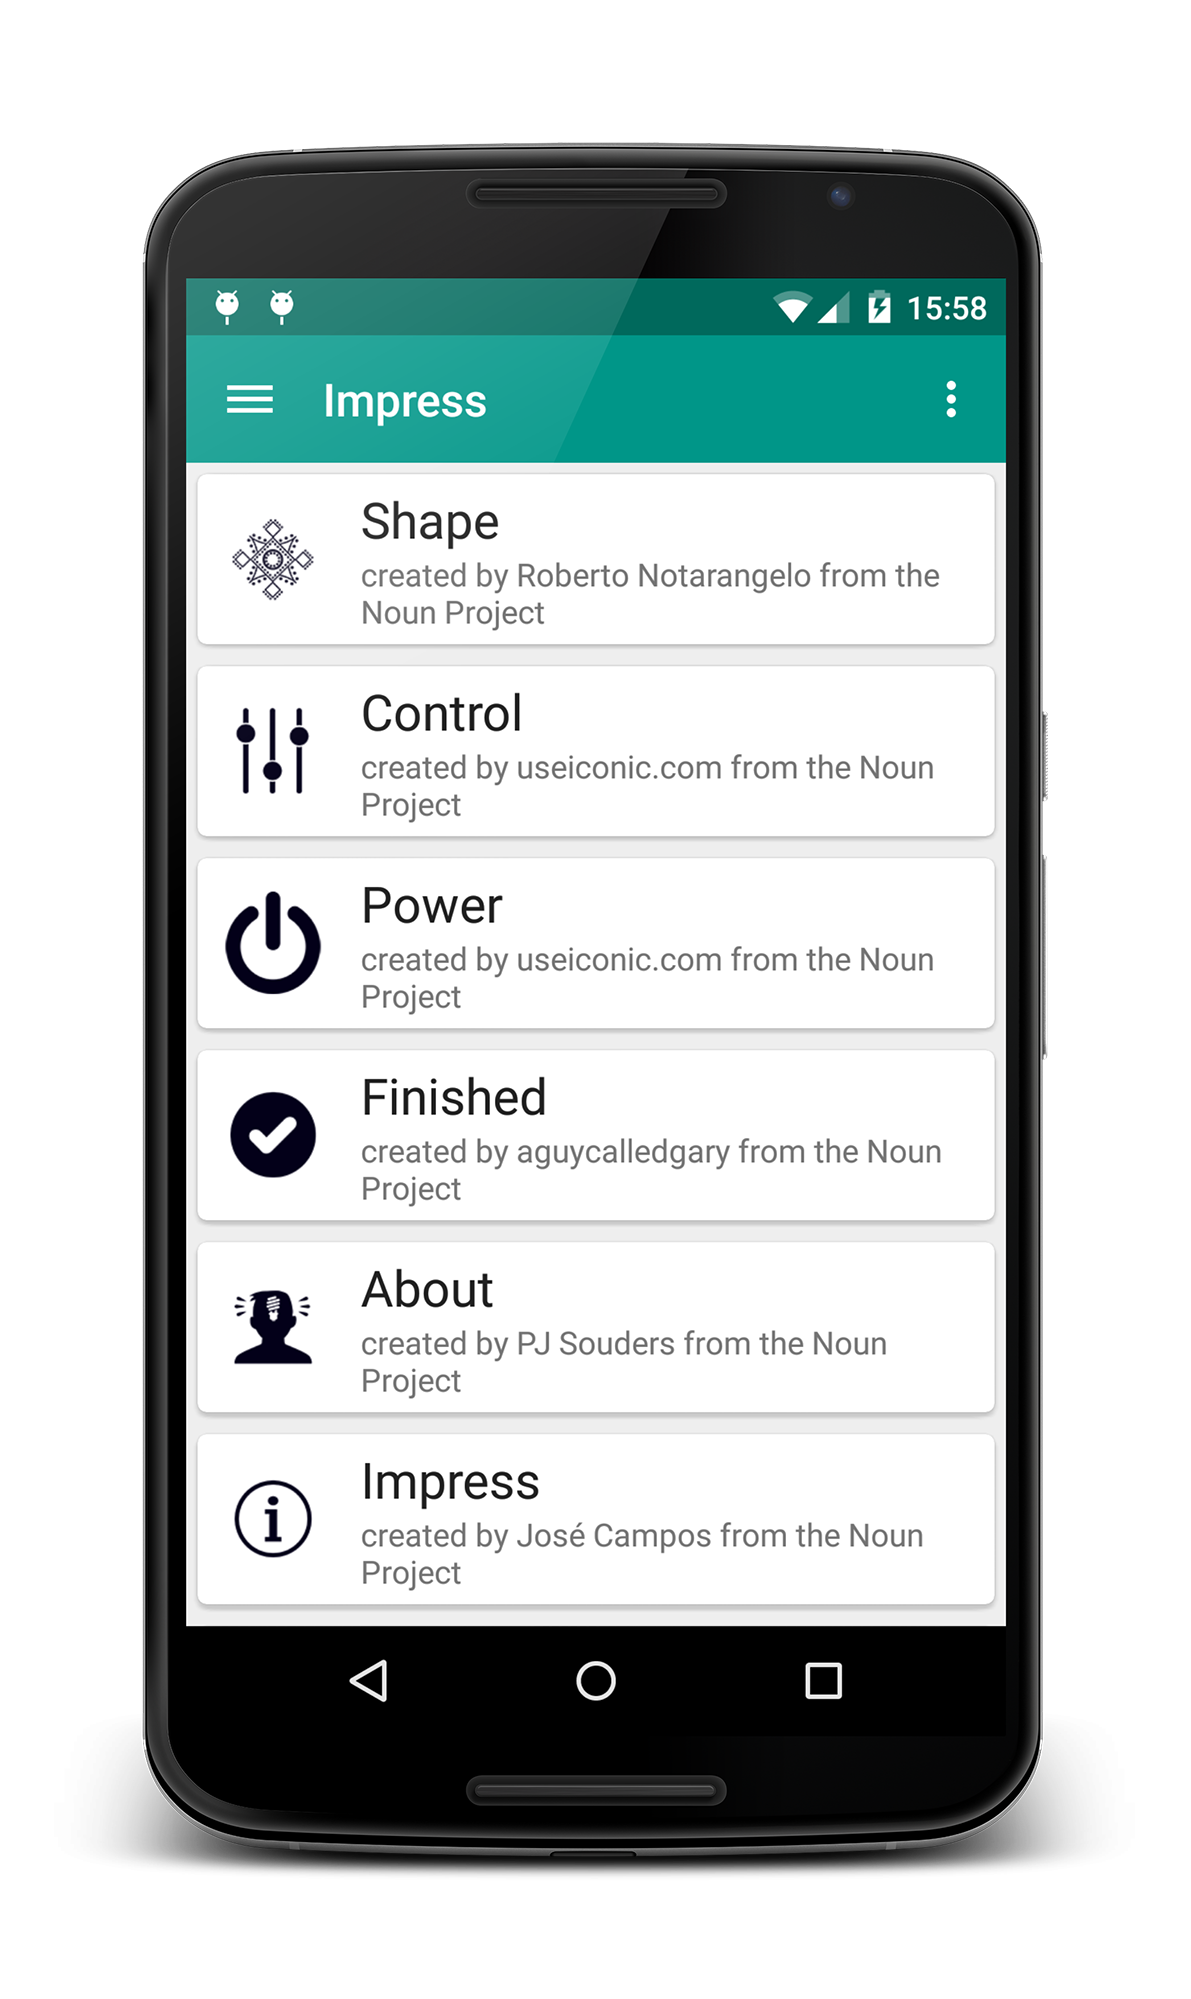 15:58
Impress
Shape
created by Roberto Notarangelo from the
Noun Project
Control
created by useiconic.com from the Noun
Project
Power
created by useiconic.com from the Noun
Project
Finished
created by aguycalledgary from the Noun
Project
About
created by PJ Souders from the Noun
Project
Impress
created by José Campos from the Noun
Project